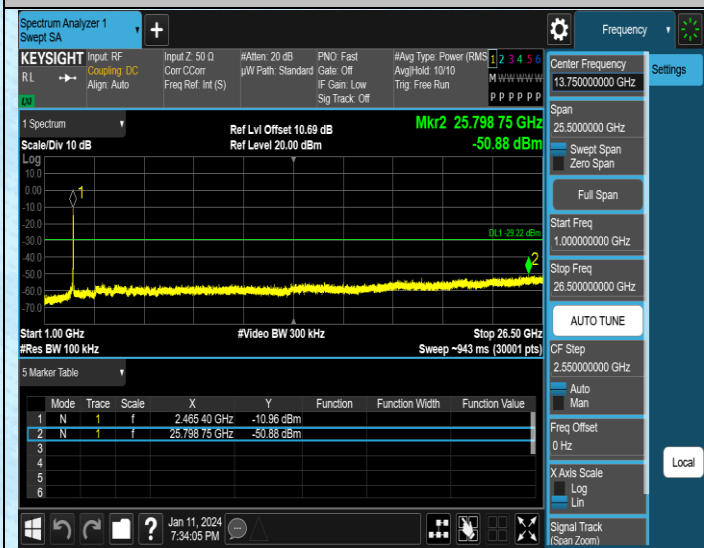 Spectrum Analyzer 1
Swept SA
Frequency
KEYSIGHT
RL
LXI
Input: RF
Coupling: DC
Align: Auto
Input Z: 50 Ω
Corr CCorr
Freq Ref: Int (S)
#Atten: 20 dB
µW Path: Standard
PNO: Fast
Gate: Off
IF Gain: Low
Sig Track: Off
#Avg Type: Power (RMS
Avg|Hold: 10/10
Trig: Free Run
1 2 3 4 5 6
M W W W W W
P P P P P P
1 Spectrum
Scale/Div 10 dB
Log
Ref Lvl Offset 10.69 dB
Ref Level 20.00 dBm
Mkr2 25.798 75 GHz
-50.88 dBm
10.0
0.00
-10.0
-20.0
-30.0
-40.0
-50.0
-60.0
-70.0
1
DL1 -29.22 dBm
2
Start 1.00 GHz
#Res BW 100 kHz
#Video BW 300 kHz
Stop 26.50 GHz
Sweep ~943 ms (30001 pts)
5 Marker Table
Mode Trace Scale X Y Function Function Width Function Value
1 N 1 f 2.465 40 GHz -10.96 dBm
2 N 1 f 25.798 75 GHz -50.88 dBm
3
4
5
6
Jan 11, 2024
7:34:05 PM
Center Frequency
13.750000000 GHz
Span
25.5000000 GHz
Swept Span
Zero Span
Full Span
Start Freq
1.000000000 GHz
Stop Freq
26.500000000 GHz
AUTO TUNE
CF Step
2.550000000 GHz
Auto
Man
Freq Offset
0 Hz
X Axis Scale
Log
Lin
Signal Track
(Span Zoom)
Settings
Local